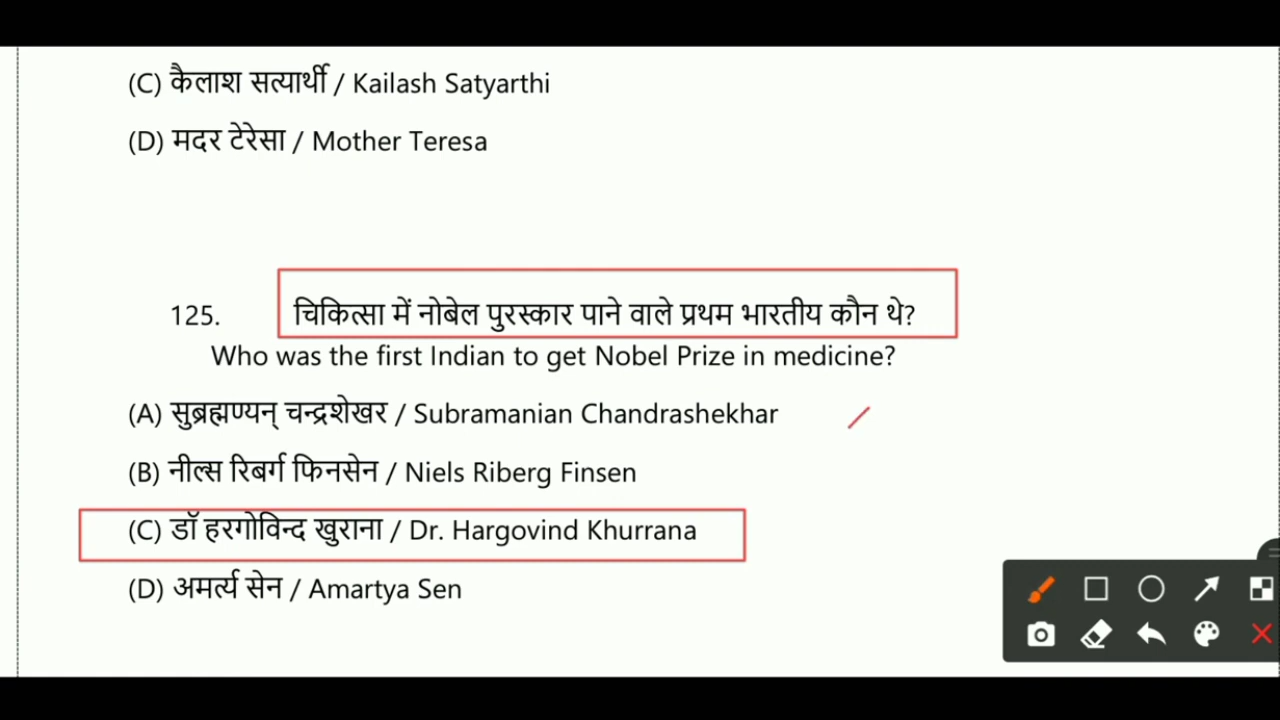 (C) कैलाश सत्यार्थी / Kailash Satyarthi
(D) मदर टेरेसा / Mother Teresa
125. चिकित्सा में नोबेल पुरस्कार पाने वाले प्रथम भारतीय कौन थे?
Who was the first Indian to get Nobel Prize in medicine?
(A) सुब्रह्मण्यन् चन्द्रशेखर / Subramanian Chandrashekhar
(B) नील्स रिबर्ग फिनसेन / Niels Riberg Finsen
(C) डॉ हरगोविन्द खुराना / Dr. Hargovind Khurrana
(D) अमर्त्य सेन / Amartya Sen